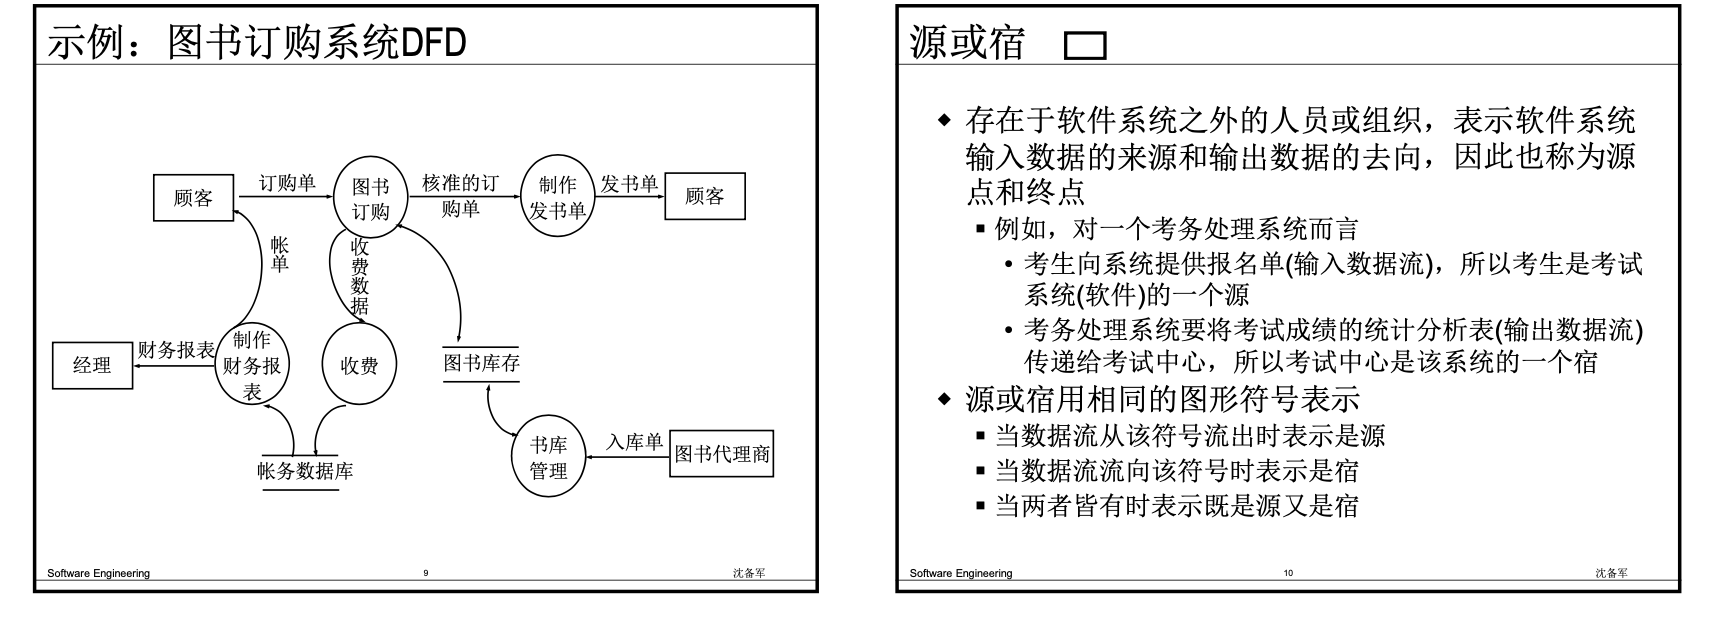 示例：图书订购系统DFD
顾客
订购单
图书
订购
核准的订
购单
制作
发书单
发书单
顾客
帐
单
收
费
数
据
经理
财务报表
制作
财务报
表
收费
图书库存
帐务数据库
书库
管理
入库单
图书代理商
Software Engineering
9
沈备军
源或宿
◆ 存在于软件系统之外的人员或组织，表示软件系统
输入数据的来源和输出数据的去向，因此也称为源
点和终点
▪ 例如，对一个考务处理系统而言
• 考生向系统提供报名单(输入数据流)，所以考生是考试
系统(软件)的一个源
• 考务处理系统要将考试成绩的统计分析表(输出数据流)
传递给考试中心，所以考试中心是该系统的一个宿
◆ 源或宿用相同的图形符号表示
▪ 当数据流从该符号流出时表示是源
▪ 当数据流流向该符号时表示是宿
▪ 当两者皆有时表示既是源又是宿
Software Engineering
10
沈备军